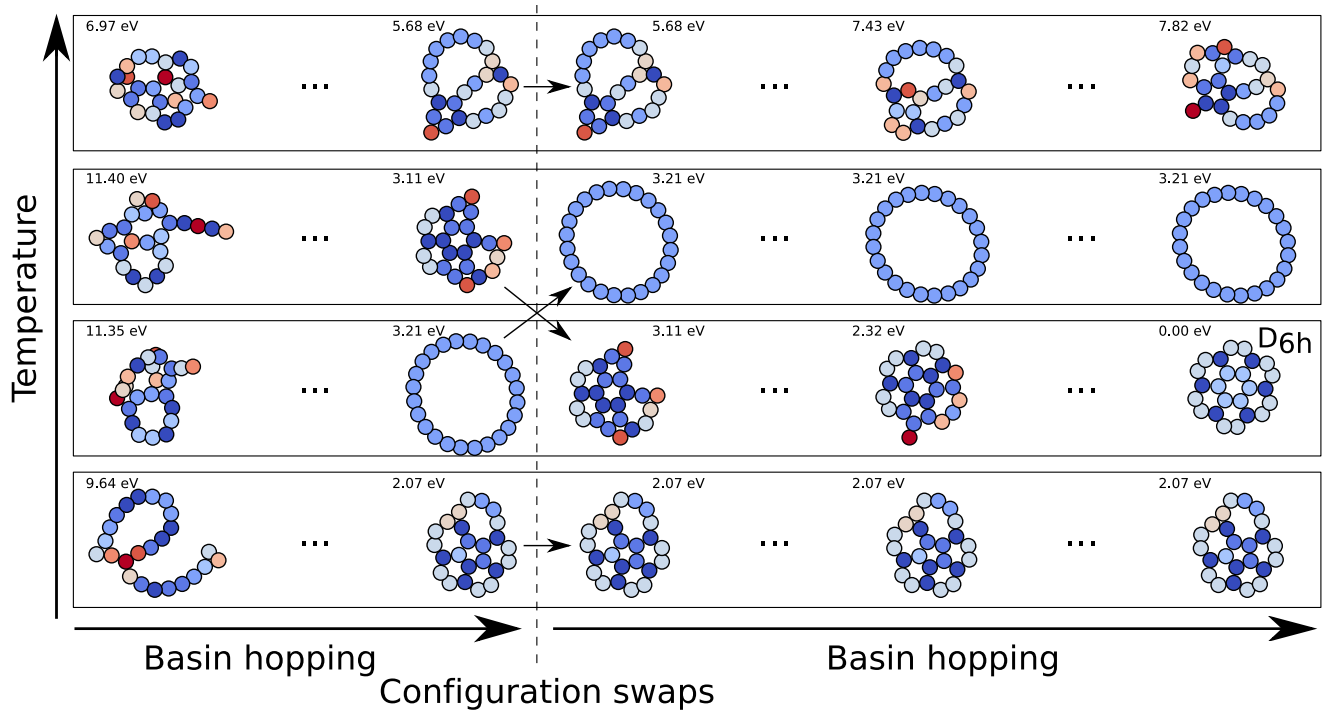 Temperature
6.97 eV
...
5.68 eV
5.68 eV
...
7.43 eV
...
7.82 eV
11.40 eV
...
3.11 eV
3.21 eV
...
3.21 eV
...
3.21 eV
11.35 eV
...
3.21 eV
3.11 eV
...
2.32 eV
...
0.00 eV
D6h
9.64 eV
...
2.07 eV
2.07 eV
...
2.07 eV
...
2.07 eV
Basin hopping
Basin hopping
Configuration swaps